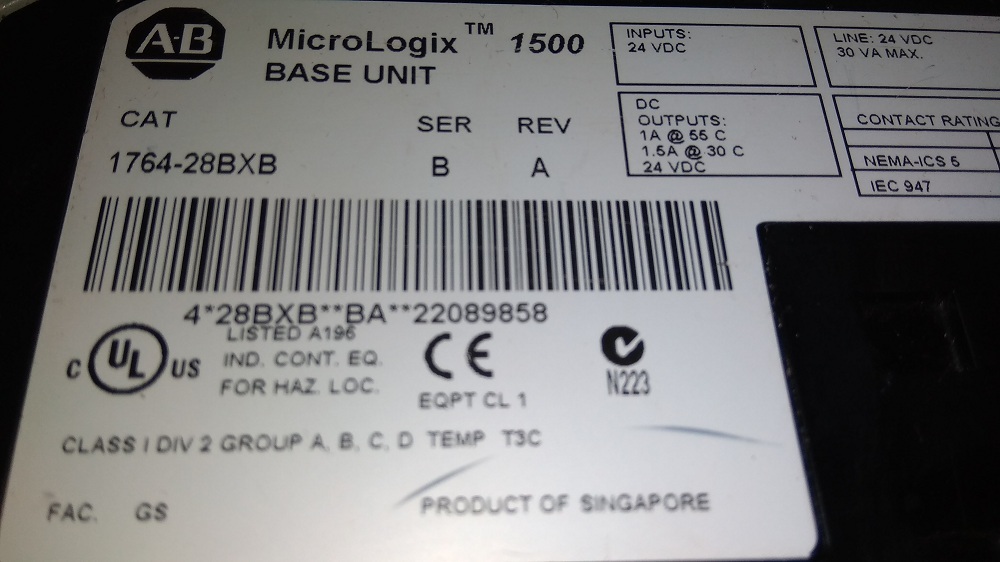 A-B
MicroLogix™ 1500
BASE UNIT
INPUTS:
24 VDC
LINE: 24 VDC
30 VA MAX.
DC
OUTPUTS:
1A @ 55 C
1.5A @ 30 C
24 VDC
CONTACT RATING
NEMA-ICS 5
IEC 947
CAT SER REV
1764-28BXB B A
4*28BXB**BA**22089858
C UL US
LISTED A196
IND. CONT. EQ.
FOR HAZ. LOC.
CE
EQPT CL 1
N223
CLASS I DIV 2 GROUP A, B, C, D TEMP T3C
FAC. GS
PRODUCT OF SINGAPORE